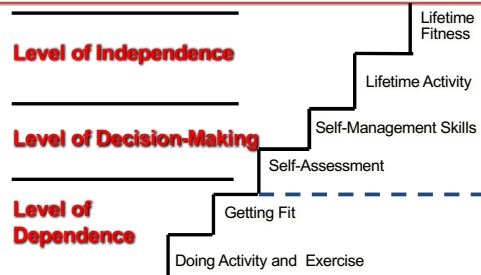 Lifetime
Fitness
Level of Independence
Lifetime Activity
Level of Decision-Making
Self-Management Skills
Self-Assessment
Level of
Dependence
Getting Fit
Doing Activity and Exercise